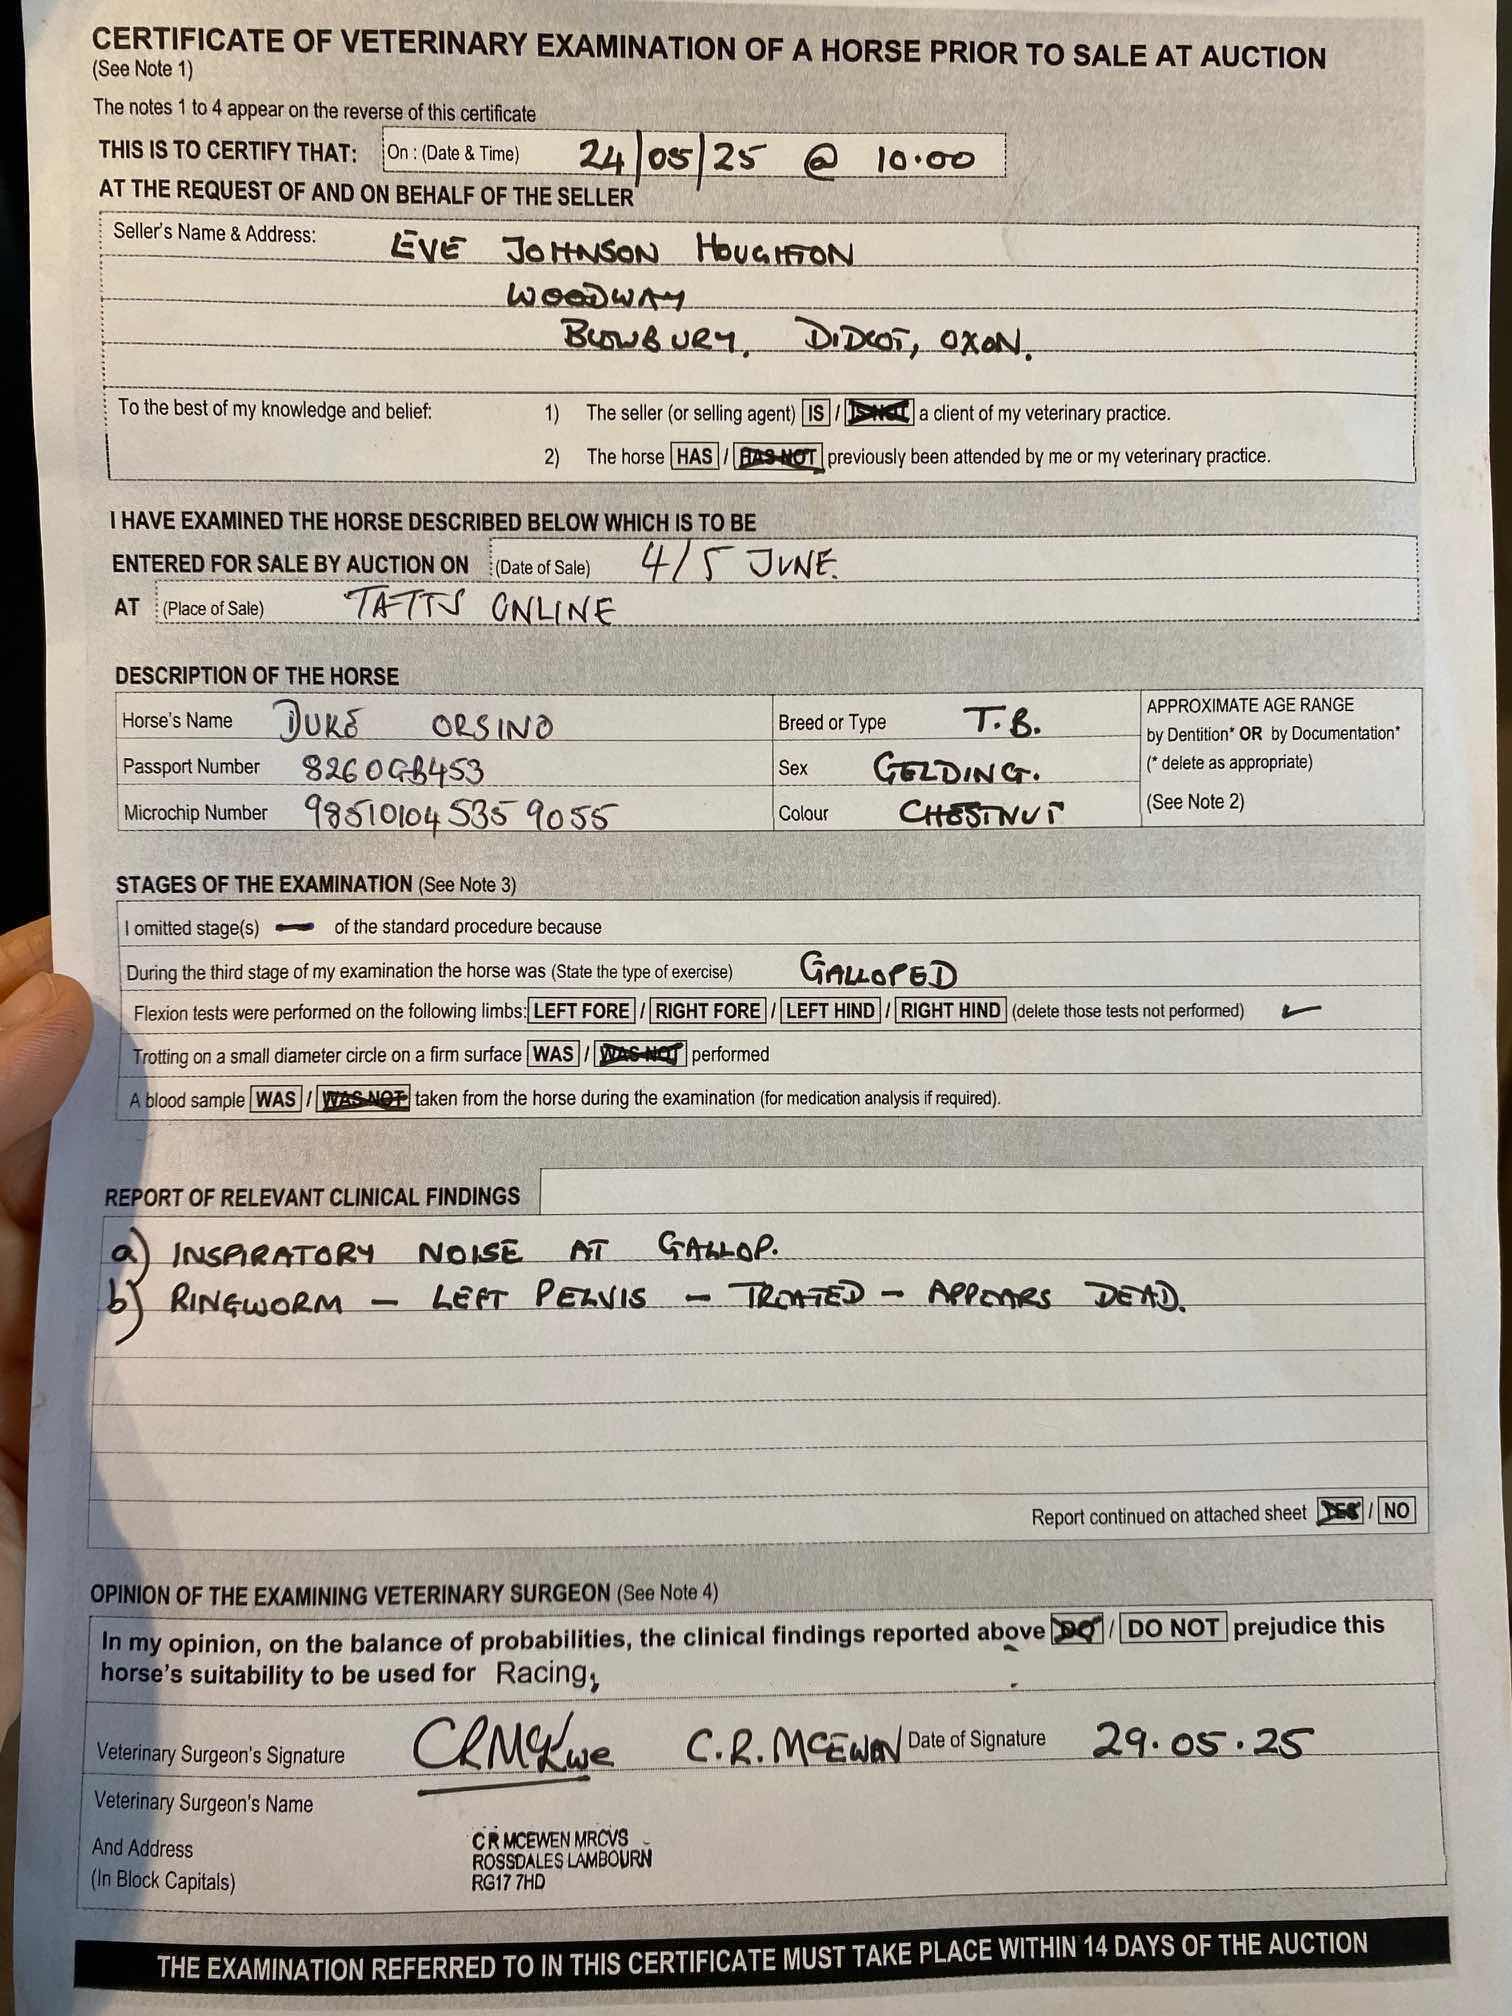 CERTIFICATE OF VETERINARY EXAMINATION OF A HORSE PRIOR TO SALE AT AUCTION
(See Note 1)
The notes 1 to 4 appear on the reverse of this certificate
THIS IS TO CERTIFY THAT: On : (Date & Time) 24/05/25 @ 10.00
AT THE REQUEST OF AND ON BEHALF OF THE SELLER
Seller's Name & Address: EVE JOHNSON HOUGHTON
WOODWAY
BLEWBURY, DIDCOT, OXON.
To the best of my knowledge and belief: 1) The seller (or selling agent) IS / IS NOT a client of my veterinary practice.
2) The horse HAS / HAS NOT previously been attended by me or my veterinary practice.
I HAVE EXAMINED THE HORSE DESCRIBED BELOW WHICH IS TO BE
ENTERED FOR SALE BY AUCTION ON (Date of Sale) 4/5 JUNE.
AT (Place of Sale) TATTS ONLINE
DESCRIPTION OF THE HORSE
Horse's Name DUKE ORSINO Breed or Type T.B.
Passport Number 8260GB453 Sex GELDING.
Microchip Number 985101045359055 Colour CHESTNUT
APPROXIMATE AGE RANGE
by Dentition* OR by Documentation*
(* delete as appropriate)
(See Note 2)
STAGES OF THE EXAMINATION (See Note 3)
I omitted stage(s) — of the standard procedure because
During the third stage of my examination the horse was (State the type of exercise) GALLOPED
Flexion tests were performed on the following limbs: LEFT FORE / RIGHT FORE / LEFT HIND / RIGHT HIND (delete those tests not performed) ✓
Trotting on a small diameter circle on a firm surface WAS / WAS NOT performed
A blood sample WAS / WAS NOT taken from the horse during the examination (for medication analysis if required).
REPORT OF RELEVANT CLINICAL FINDINGS
a) INSPIRATORY NOISE AT GALLOP.
b) RINGWORM - LEFT PELVIS - TREATED - APPEARS DEAD.
Report continued on attached sheet YES / NO
OPINION OF THE EXAMINING VETERINARY SURGEON (See Note 4)
In my opinion, on the balance of probabilities, the clinical findings reported above DO / DO NOT prejudice this
horse's suitability to be used for Racing,
Veterinary Surgeon's Signature CRMcEwen C.R. MCEWEN Date of Signature 29.05.25
Veterinary Surgeon's Name
And Address
(In Block Capitals)
C R MCEWEN MRCVS
ROSSDALES LAMBOURN
RG17 7HD
THE EXAMINATION REFERRED TO IN THIS CERTIFICATE MUST TAKE PLACE WITHIN 14 DAYS OF THE AUCTION